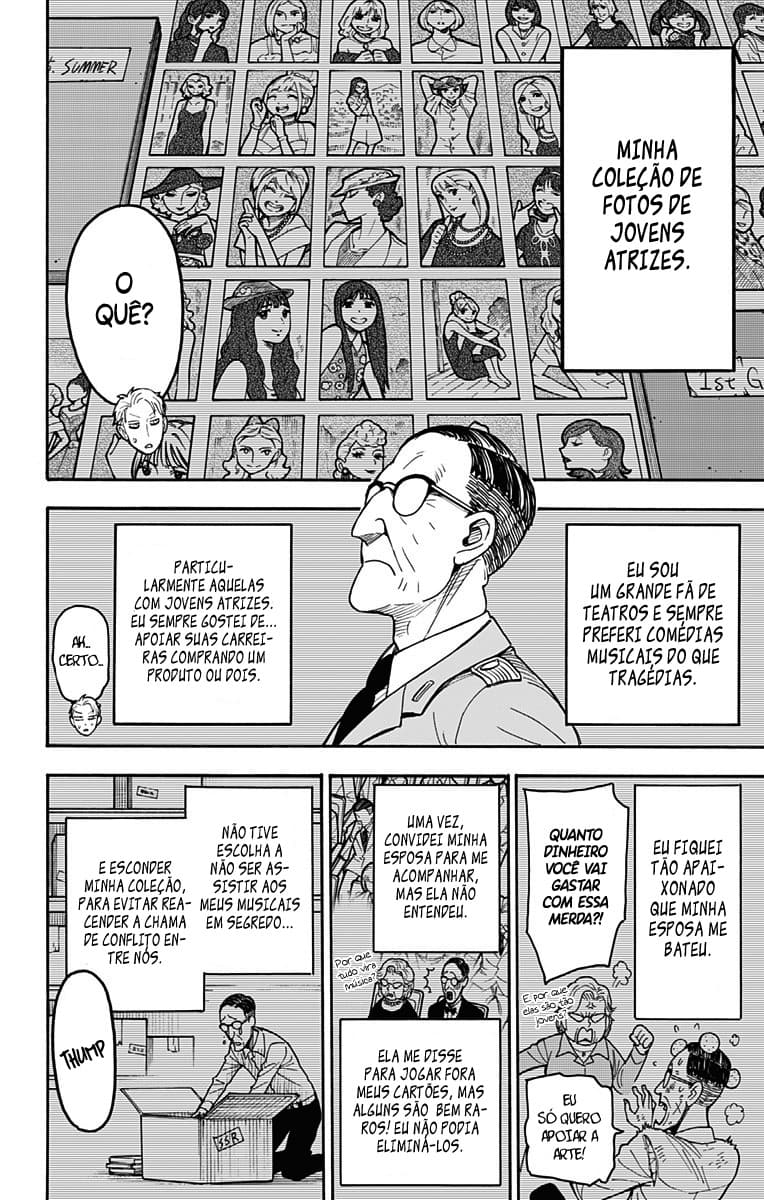 MINHA
COLEÇÃO DE
FOTOS DE
JOVENS
ATRIZES.
S. SUMMER
O
QUÊ?
1st G
EU SOU
UM GRANDE FÃ DE
TEATROS E SEMPRE
PREFERI COMÉDIAS
MUSICAIS DO QUE
TRAGÉDIAS.
PARTICU-
LARMENTE AQUELAS
COM JOVENS ATRIZES.
EU SEMPRE GOSTEI DE...
APOIAR SUAS CARREI-
RAS COMPRANDO UM
PRODUTO OU DOIS.
AH...
CERTO...
EU FIQUEI
TÃO APAI-
XONADO
QUE MINHA
ESPOSA ME
BATEU.
QUANTO
DINHEIRO
VOCÊ VAI
GASTAR
COM ESSA
MERDA?!
E por que
elas são tão
jovens?
EU
SÓ QUERO
APOIAR A
ARTE!
UMA VEZ,
CONVIDEI MINHA
ESPOSA PARA ME
ACOMPANHAR,
MAS ELA NÃO
ENTENDEU.
Por que
tudo vira
música?
ELA ME DISSE
PARA JOGAR FORA
MEUS CARTÕES, MAS
ALGUNS SÃO BEM RA-
ROS! EU NÃO PODIA
ELIMINÁ-LOS.
NÃO TIVE
ESCOLHA A
NÃO SER AS-
SISTIR AOS
MEUS MUSICAIS
EM SEGREDO...
E ESCONDER
MINHA COLEÇÃO,
PARA EVITAR REA-
CENDER A CHAMA
DE CONFLITO EN-
TRE NÓS.
THUMP
SSR